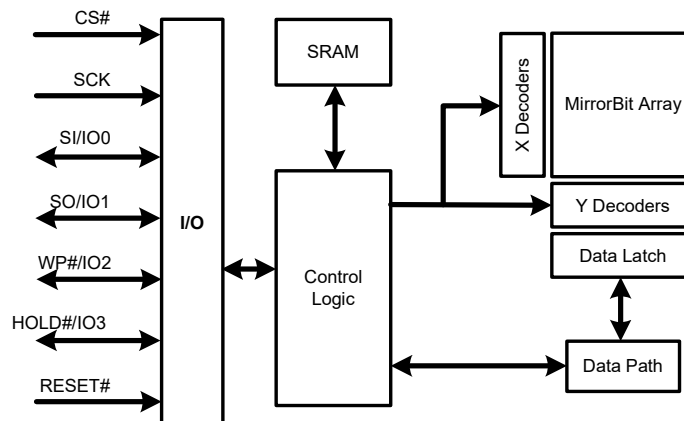 CS#
SCK
SI/IO0
SO/IO1
WP#/IO2
HOLD#/IO3
RESET#
I/O
SRAM
Control
Logic
X Decoders
MirrorBit Array
Y Decoders
Data Latch
Data Path